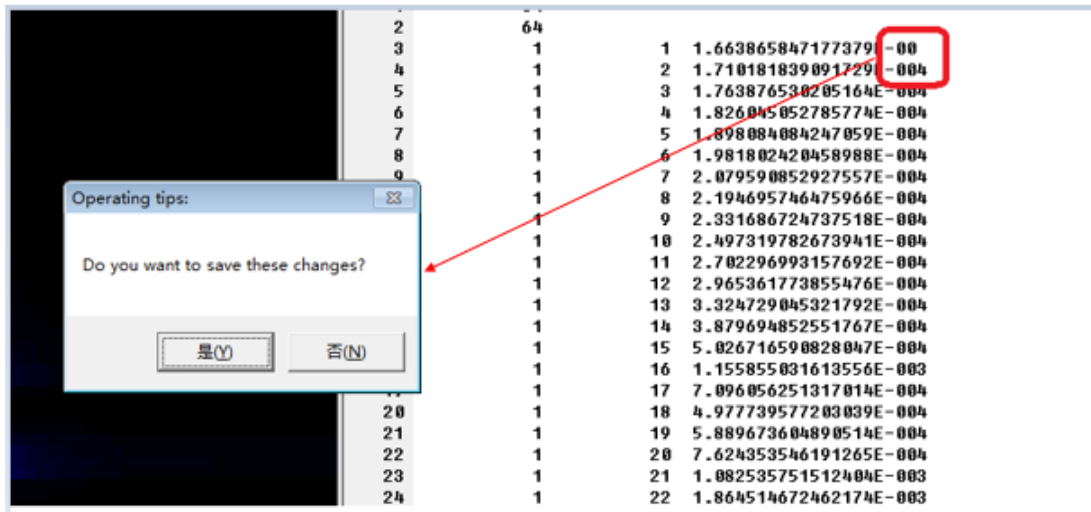 2 64
3 1 1 1.663865847177379 -00
4 1 2 1.710181839091729 -004
5 1 3 1.763876530205164E-004
6 1 4 1.826045052785774E-004
7 1 5 1.898084084247059E-004
8 1 6 1.981802420458988E-004
9 1 7 2.079590852927557E-004
Operating tips:
1 8 2.194695746475966E-004
1 9 2.331686724737518E-004
1 10 2.497319782673941E-004
Do you want to save these changes?
1 11 2.702296993157692E-004
1 12 2.965361773855476E-004
1 13 3.324729045321792E-004
1 14 3.879694852551767E-004
是(Y) 否(N)
1 15 5.026716590828047E-004
1 16 1.155855031613556E-003
1 17 7.096056251317014E-004
20 1 18 4.977739577203039E-004
21 1 19 5.889673604890514E-004
22 1 20 7.624353546191265E-004
23 1 21 1.082535751512404E-003
24 1 22 1.864514672462174E-003